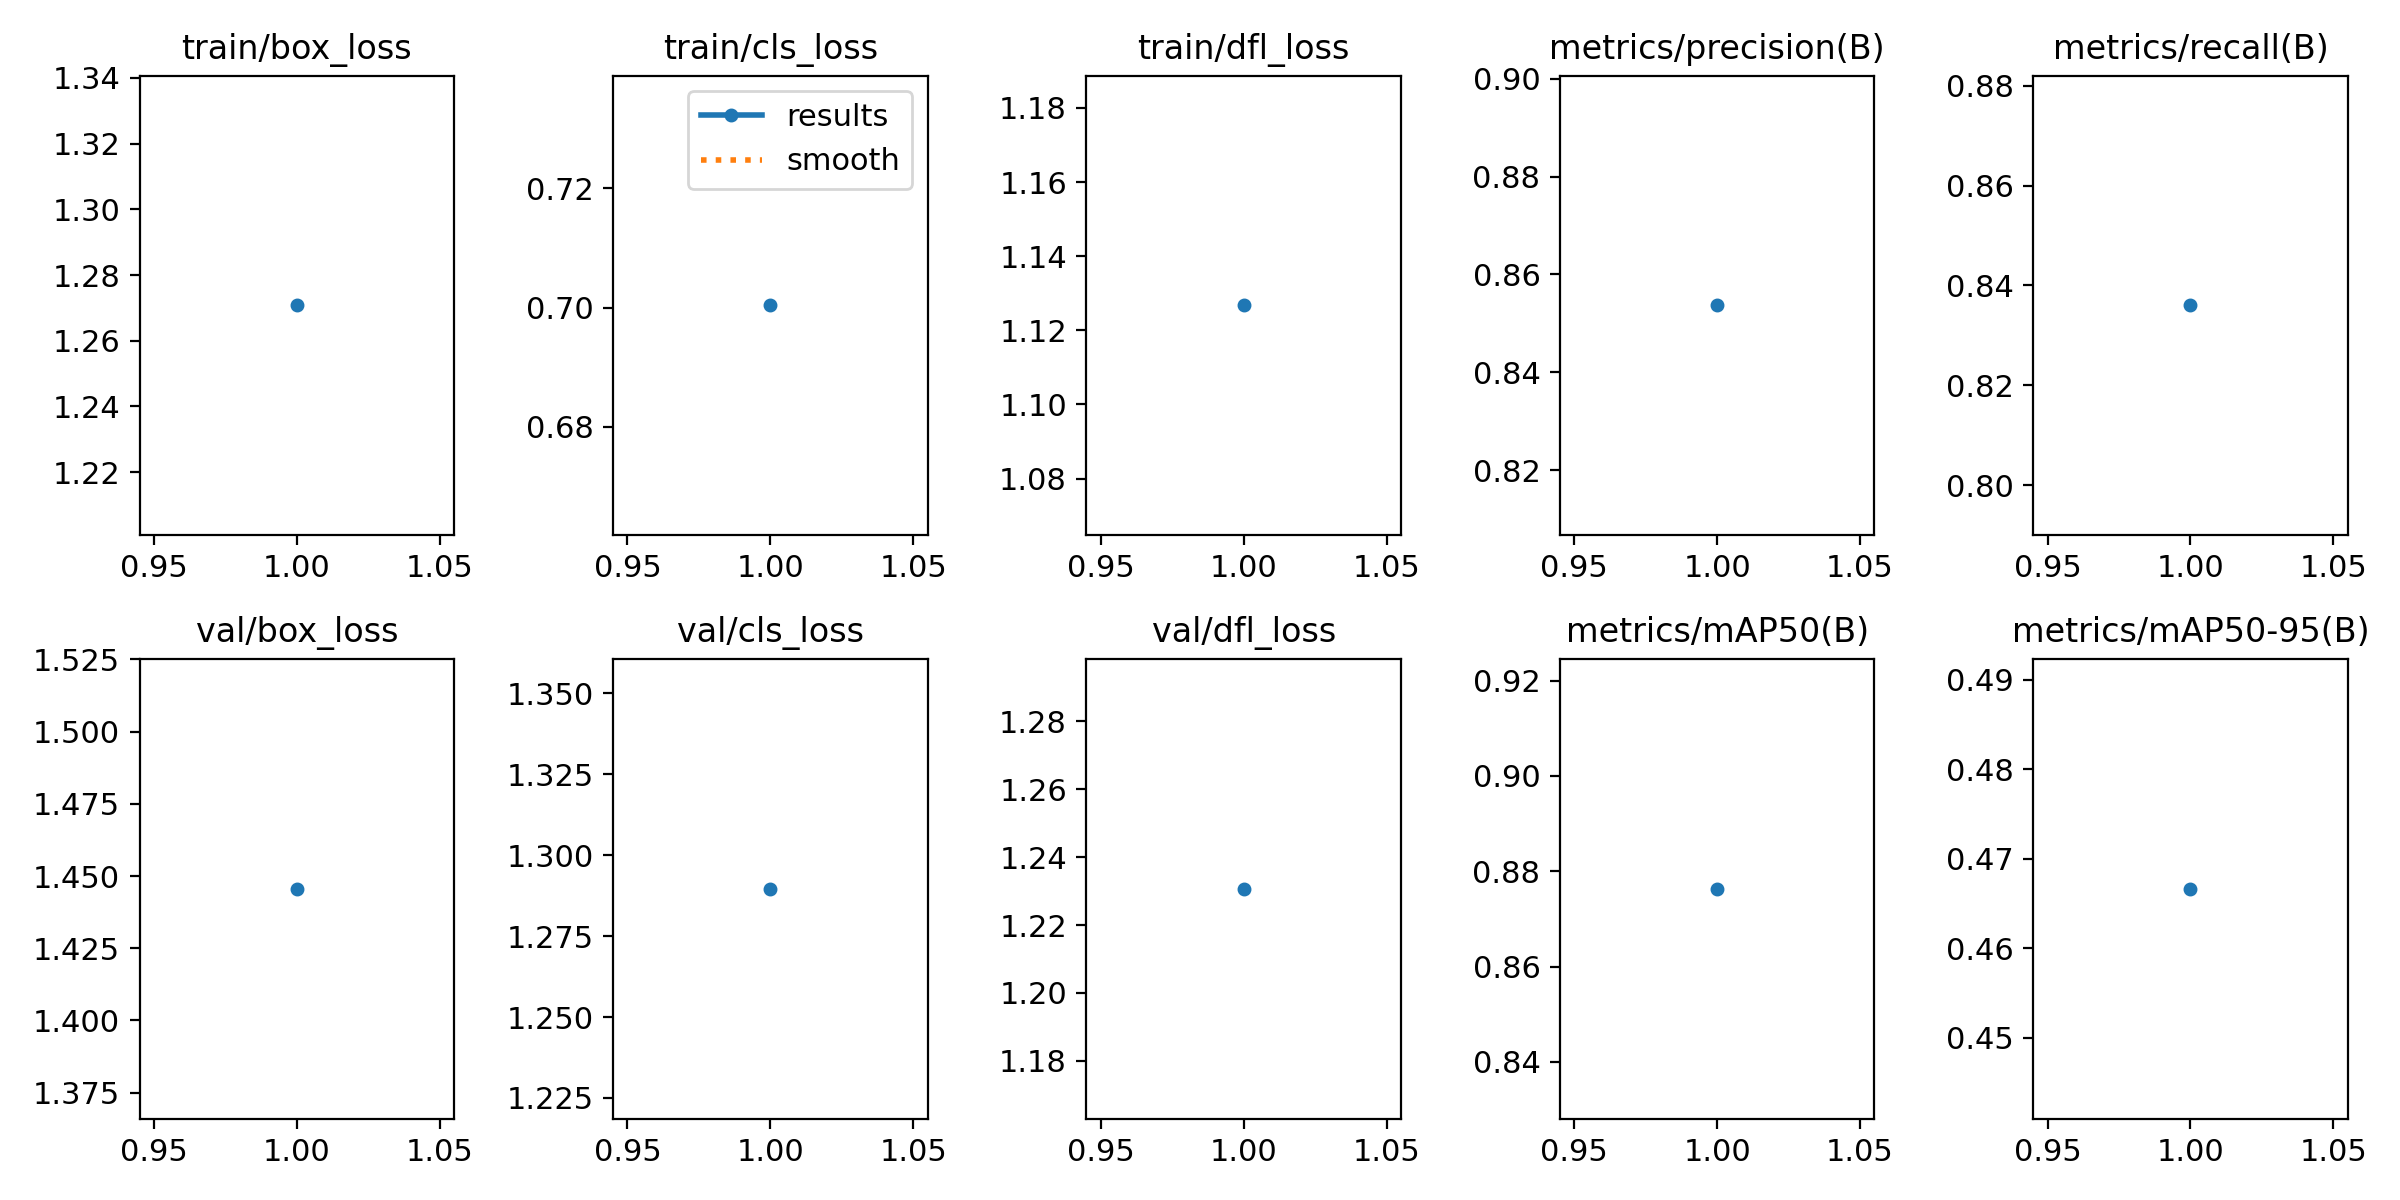 train/box_loss
1.34
1.32
1.30
1.28
1.26
1.24
1.22
0.95 1.00 1.05
train/cls_loss
results
smooth
0.72
0.70
0.68
0.95 1.00 1.05
train/dfl_loss
1.18
1.16
1.14
1.12
1.10
1.08
0.95 1.00 1.05
metrics/precision(B)
0.90
0.88
0.86
0.84
0.82
0.95 1.00 1.05
metrics/recall(B)
0.88
0.86
0.84
0.82
0.80
0.95 1.00 1.05
val/box_loss
1.525
1.500
1.475
1.450
1.425
1.400
1.375
0.95 1.00 1.05
val/cls_loss
1.350
1.325
1.300
1.275
1.250
1.225
0.95 1.00 1.05
val/dfl_loss
1.28
1.26
1.24
1.22
1.20
1.18
0.95 1.00 1.05
metrics/mAP50(B)
0.92
0.90
0.88
0.86
0.84
0.95 1.00 1.05
metrics/mAP50-95(B)
0.49
0.48
0.47
0.46
0.45
0.95 1.00 1.05